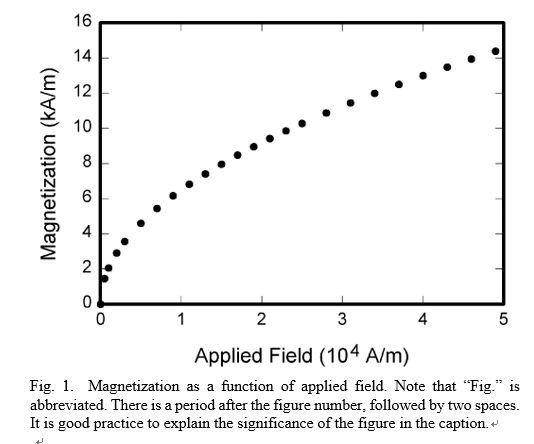 16
14
12
10
8
6
4
2
0
Magnetization (kA/m)
0 1 2 3 4 5
Applied Field (10⁴ A/m)
Fig. 1.  Magnetization as a function of applied field. Note that “Fig.” is
abbreviated. There is a period after the figure number, followed by two spaces.
It is good practice to explain the significance of the figure in the caption.↵
↵